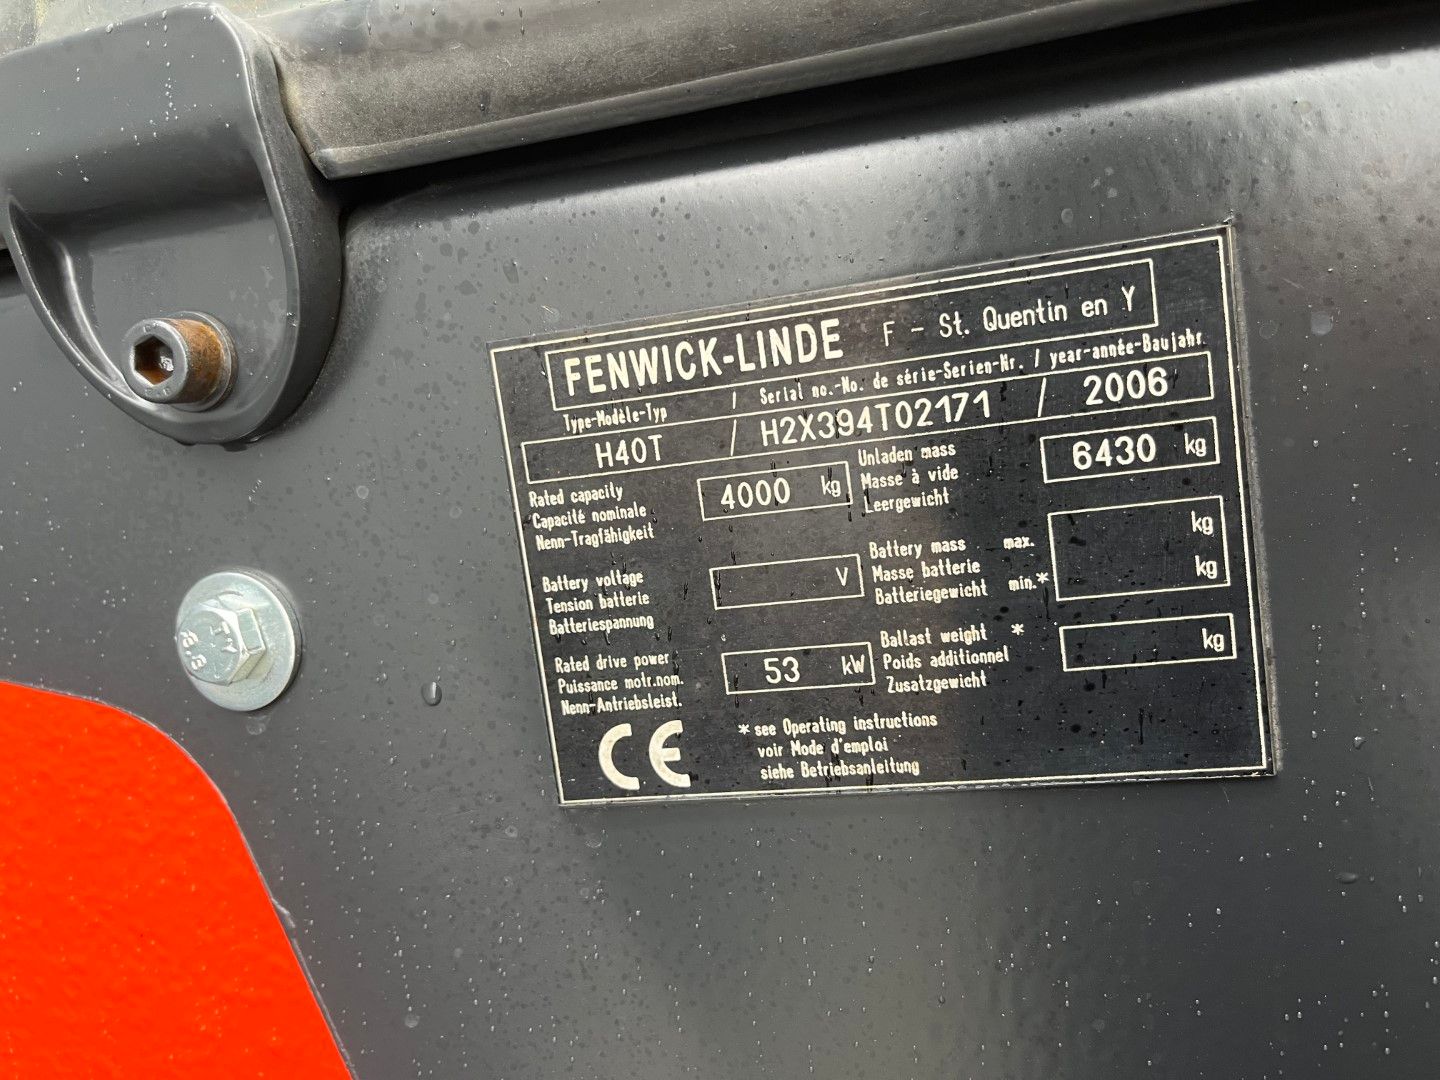 FENWICK-LINDE F - St. Quentin en Y
Type-Modèle-Typ / Serial no.-No. de série-Serien-Nr. / year-année-Baujahr
H40T / H2X394T02171 / 2006
Rated capacity
Capacité nominale
Nenn-Tragfähigkeit
4000 kg
Unladen mass
Masse à vide
Leergewicht
6430 kg
Battery voltage
Tension batterie
Batteriespannung
V
Battery mass max. kg
Masse batterie
Batteriegewicht min.* kg
Rated drive power
Puissance motr.nom.
Nenn-Antriebsleist.
53 kW
Ballast weight *
Poids additionnel
Zusatzgewicht
kg
CE
* see Operating instructions
voir Mode d'emploi
siehe Betriebsanleitung
8.8